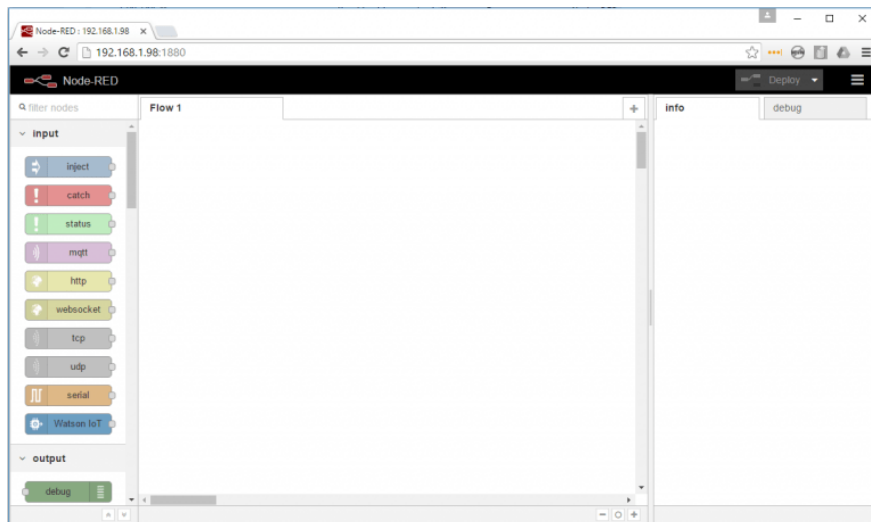 Node-RED : 192.168.1.98
192.168.1.98:1880
Node-RED
Deploy
filter nodes
Flow 1
info
debug
input
inject
catch
status
mqtt
http
websocket
tcp
udp
serial
Watson IoT
output
debug